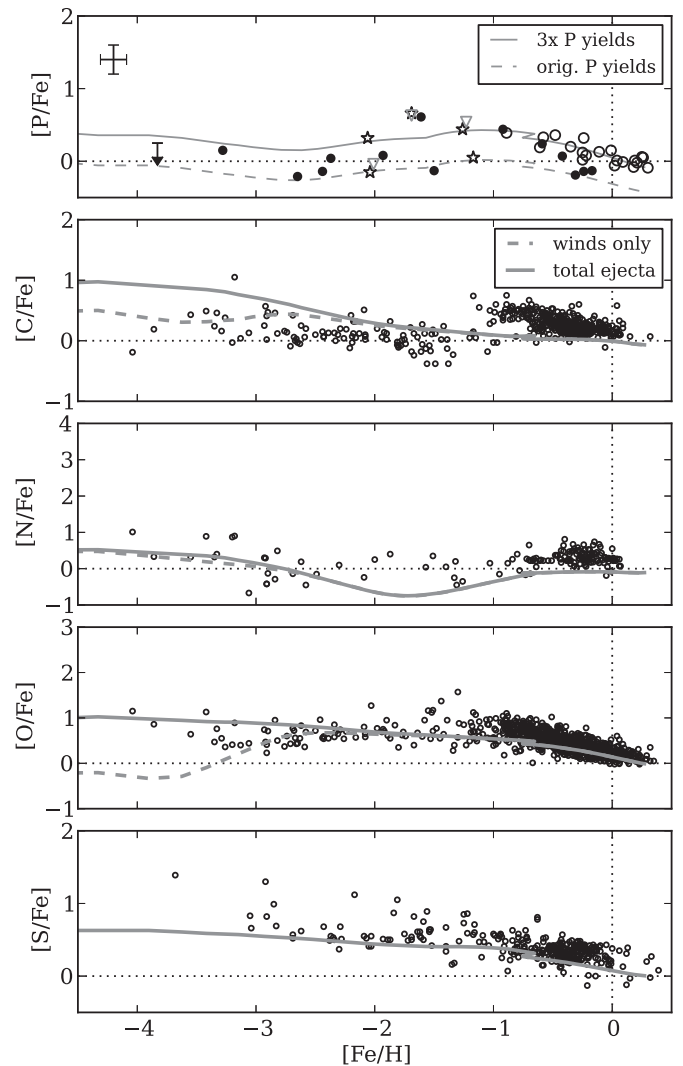 2
3x P yields
orig. P yields
1
[P/Fe]
0
2
winds only
total ejecta
1
[C/Fe]
0
−1
4
3
2
[N/Fe]
1
0
−1
3
2
[O/Fe]
1
0
−1
2
1
[S/Fe]
0
−4 −3 −2 −1 0
[Fe/H]